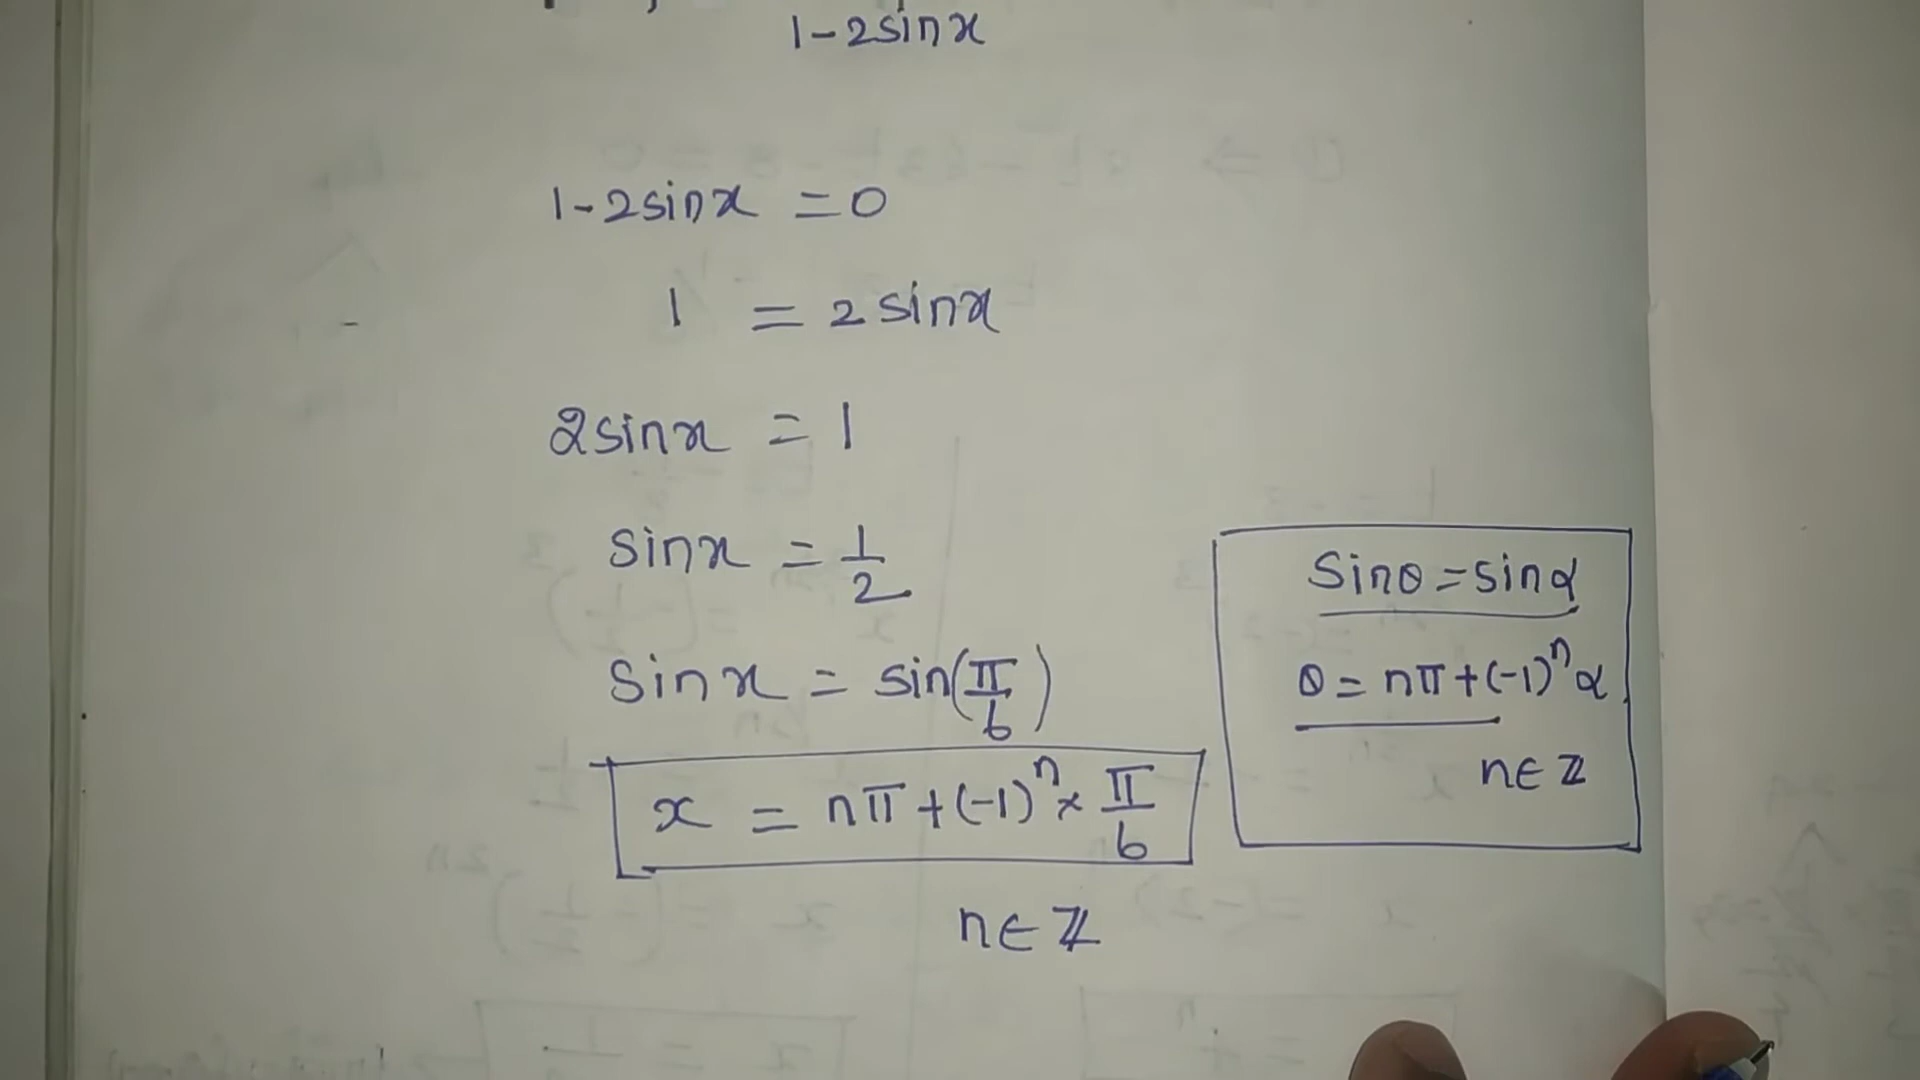 1-2sinx
1-2sinx = 0
1 = 2sinx
2sinx = 1
sinx = 1/2
sinx = sin(π/6)
x = nπ+(-1)ⁿ× π/6
n∈ℤ
Sinθ = sinα
θ = nπ+(-1)ⁿα
n∈ℤ